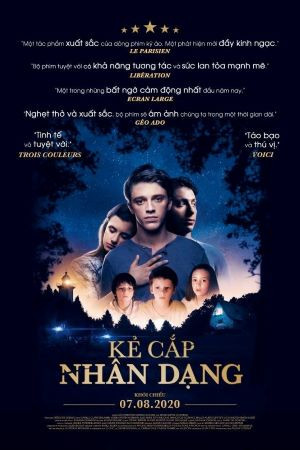 "Một tác phẩm xuất sắc của dòng phim kỳ ảo. Một phát hiện mới đầy kinh ngạc."
LE PARISIEN
"Bộ phim tuyệt vời có khả năng tương tác và sức lan tỏa mạnh mẽ."
LIBÉRATION
"Một trong những bất ngờ cảm động nhất đầu năm nay."
ECRAN LARGE
"Nghẹt thở và xuất sắc, bộ phim sẽ ám ảnh chúng ta trong một thời gian dài."
GÉO ADO
"Tinh tế
và tuyệt vời."
TROIS COULEURS
"Táo bạo
và thú vị."
VOICI
KẺ CẮP
NHÂN DẠNG
KHỞI CHIẾU
07.08.2020